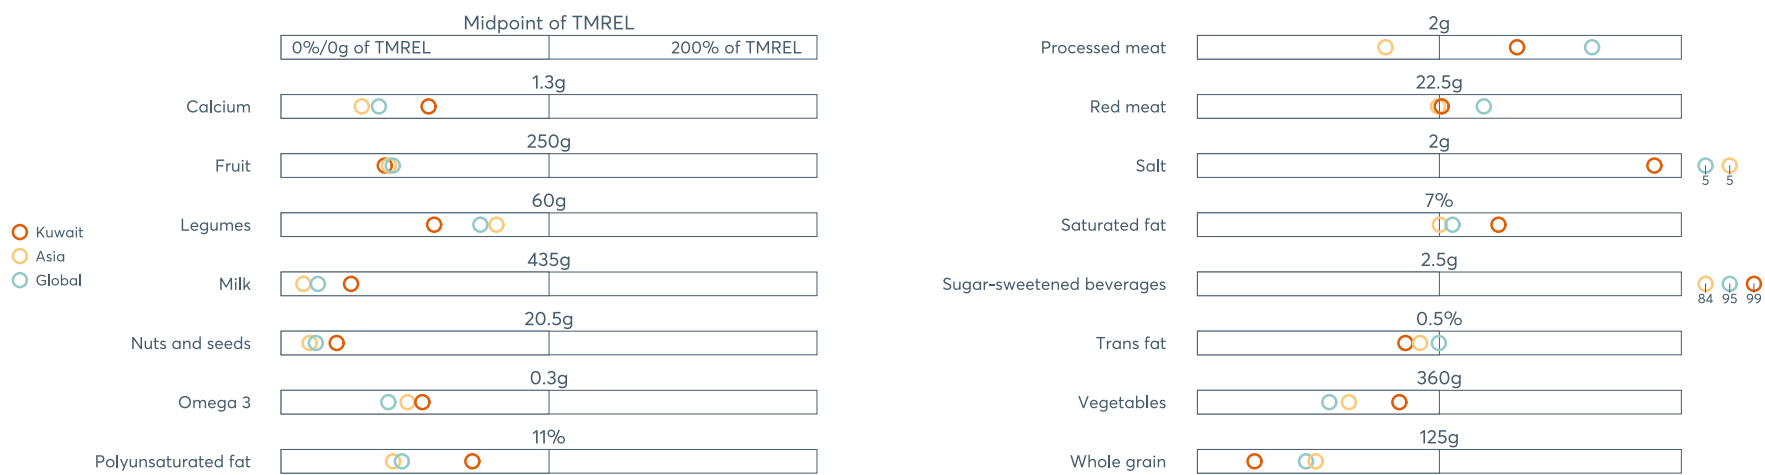 Midpoint of TMREL
0%/0g of TMREL
200% of TMREL
1.3g
Calcium
250g
Fruit
60g
Legumes
435g
Milk
20.5g
Nuts and seeds
0.3g
Omega 3
11%
Polyunsaturated fat
Kuwait
Asia
Global
2g
Processed meat
22.5g
Red meat
2g
Salt
5 5
7%
Saturated fat
2.5g
Sugar-sweetened beverages
84 95 99
0.5%
Trans fat
360g
Vegetables
125g
Whole grain